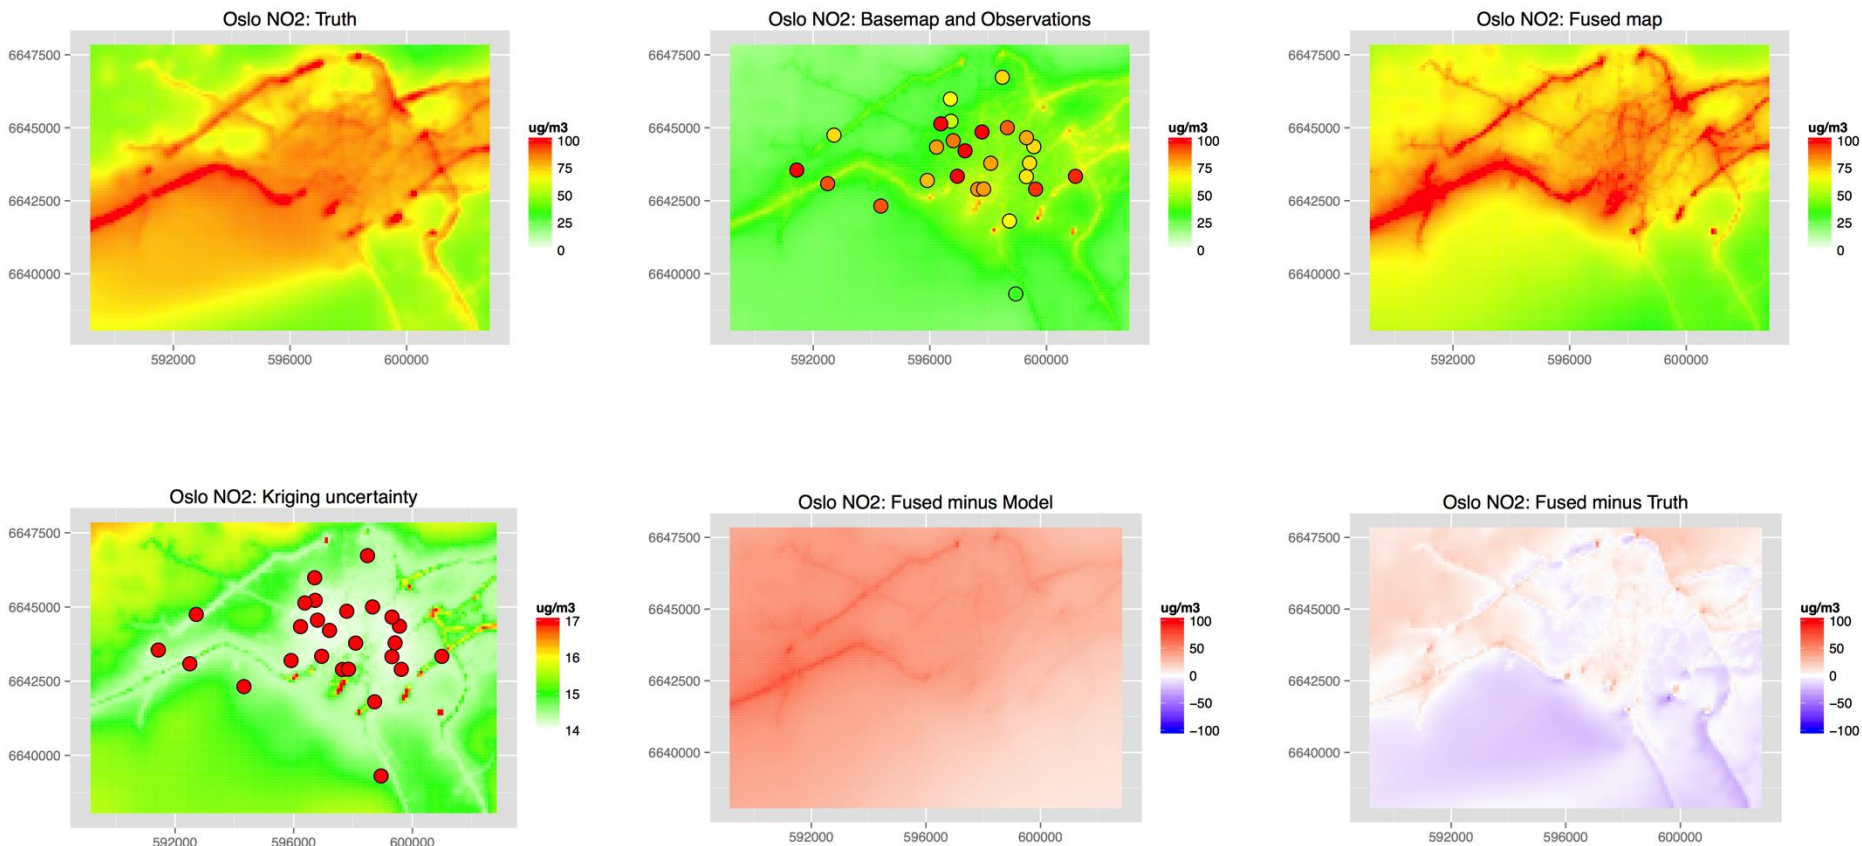 Oslo NO2: Truth
6647500
6645000
6642500
6640000
592000 596000 600000
ug/m3
100
75
50
25
0
Oslo NO2: Basemap and Observations
6647500
6645000
6642500
6640000
592000 596000 600000
ug/m3
100
75
50
25
0
Oslo NO2: Fused map
6647500
6645000
6642500
6640000
592000 596000 600000
ug/m3
100
75
50
25
0
Oslo NO2: Kriging uncertainty
6647500
6645000
6642500
6640000
592000 596000 600000
ug/m3
17
16
15
14
Oslo NO2: Fused minus Model
6647500
6645000
6642500
6640000
592000 596000 600000
ug/m3
100
50
0
−50
−100
Oslo NO2: Fused minus Truth
6647500
6645000
6642500
6640000
592000 596000 600000
ug/m3
100
50
0
−50
−100